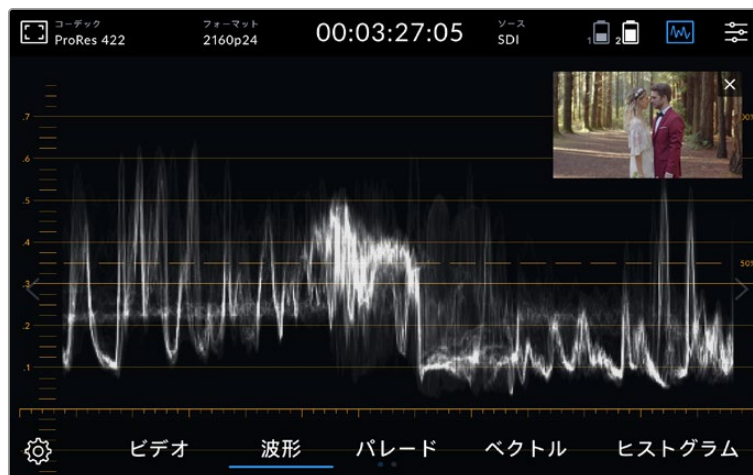 コーデック
ProRes 422
フォーマット
2160p24
00:03:27:05
ソース
SDI
1
2
.7
.6
.5
.4
.3
.2
.1
50%
ビデオ
波形
パレード
ベクトル
ヒストグラム